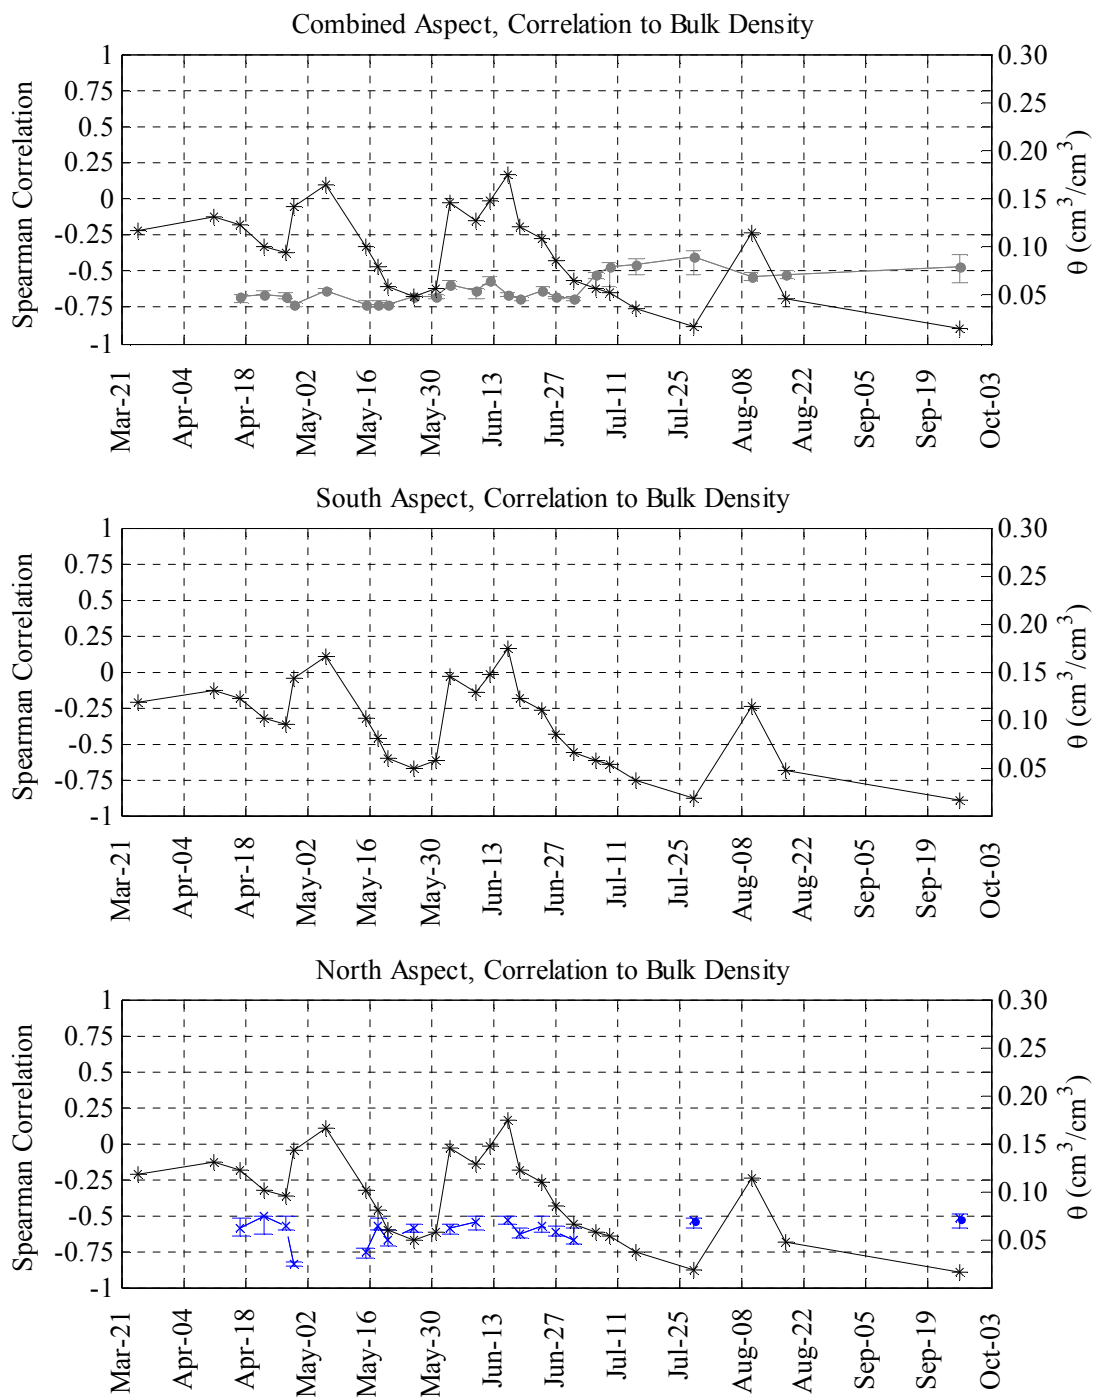 Combined Aspect, Correlation to Bulk Density
1
0.75
0.5
0.25
0
-0.25
-0.5
-0.75
-1
Spearman Correlation
0.30
0.25
0.20
0.15
0.10
0.05
θ (cm³/cm³)
Mar-21
Apr-04
Apr-18
May-02
May-16
May-30
Jun-13
Jun-27
Jul-11
Jul-25
Aug-08
Aug-22
Sep-05
Sep-19
Oct-03
South Aspect, Correlation to Bulk Density
1
0.75
0.5
0.25
0
-0.25
-0.5
-0.75
-1
Spearman Correlation
0.30
0.25
0.20
0.15
0.10
0.05
θ (cm³/cm³)
Mar-21
Apr-04
Apr-18
May-02
May-16
May-30
Jun-13
Jun-27
Jul-11
Jul-25
Aug-08
Aug-22
Sep-05
Sep-19
Oct-03
North Aspect, Correlation to Bulk Density
1
0.75
0.5
0.25
0
-0.25
-0.5
-0.75
-1
Spearman Correlation
0.30
0.25
0.20
0.15
0.10
0.05
θ (cm³/cm³)
Mar-21
Apr-04
Apr-18
May-02
May-16
May-30
Jun-13
Jun-27
Jul-11
Jul-25
Aug-08
Aug-22
Sep-05
Sep-19
Oct-03